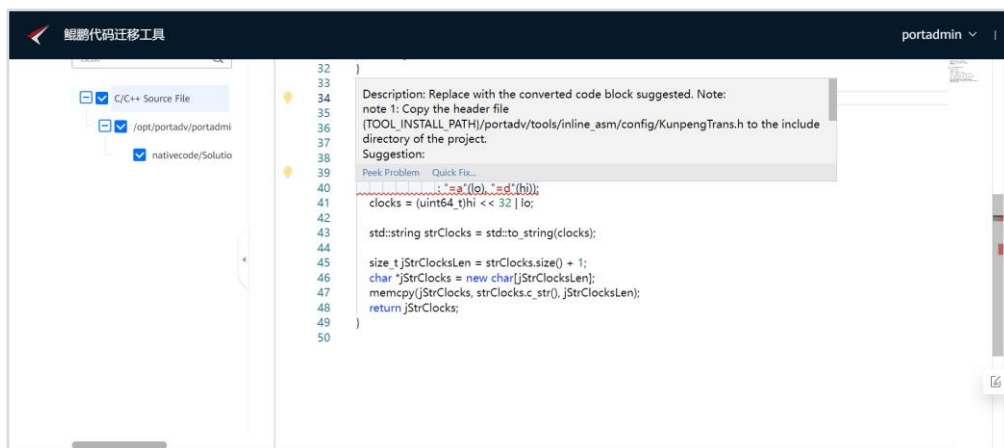 鲲鹏代码迁移工具
portadmin
C/C++ Source File
/opt/portadv/portadmi
nativecode/Solutio
32 }
33
34
35
36
37
38
39
Description: Replace with the converted code block suggested. Note:
note 1: Copy the header file
{TOOL_INSTALL_PATH}/portadv/tools/inline_asm/config/KunpengTrans.h to the include
directory of the project.
Suggestion:
Peek Problem Quick Fix...
40 : "=a"(lo), "=d"(hi));
41 clocks = (uint64_t)hi << 32 | lo;
42
43 std::string strClocks = std::to_string(clocks);
44
45 size_t jStrClocksLen = strClocks.size() + 1;
46 char *jStrClocks = new char[jStrClocksLen];
47 memcpy(jStrClocks, strClocks.c_str(), jStrClocksLen);
48 return jStrClocks;
49 }
50